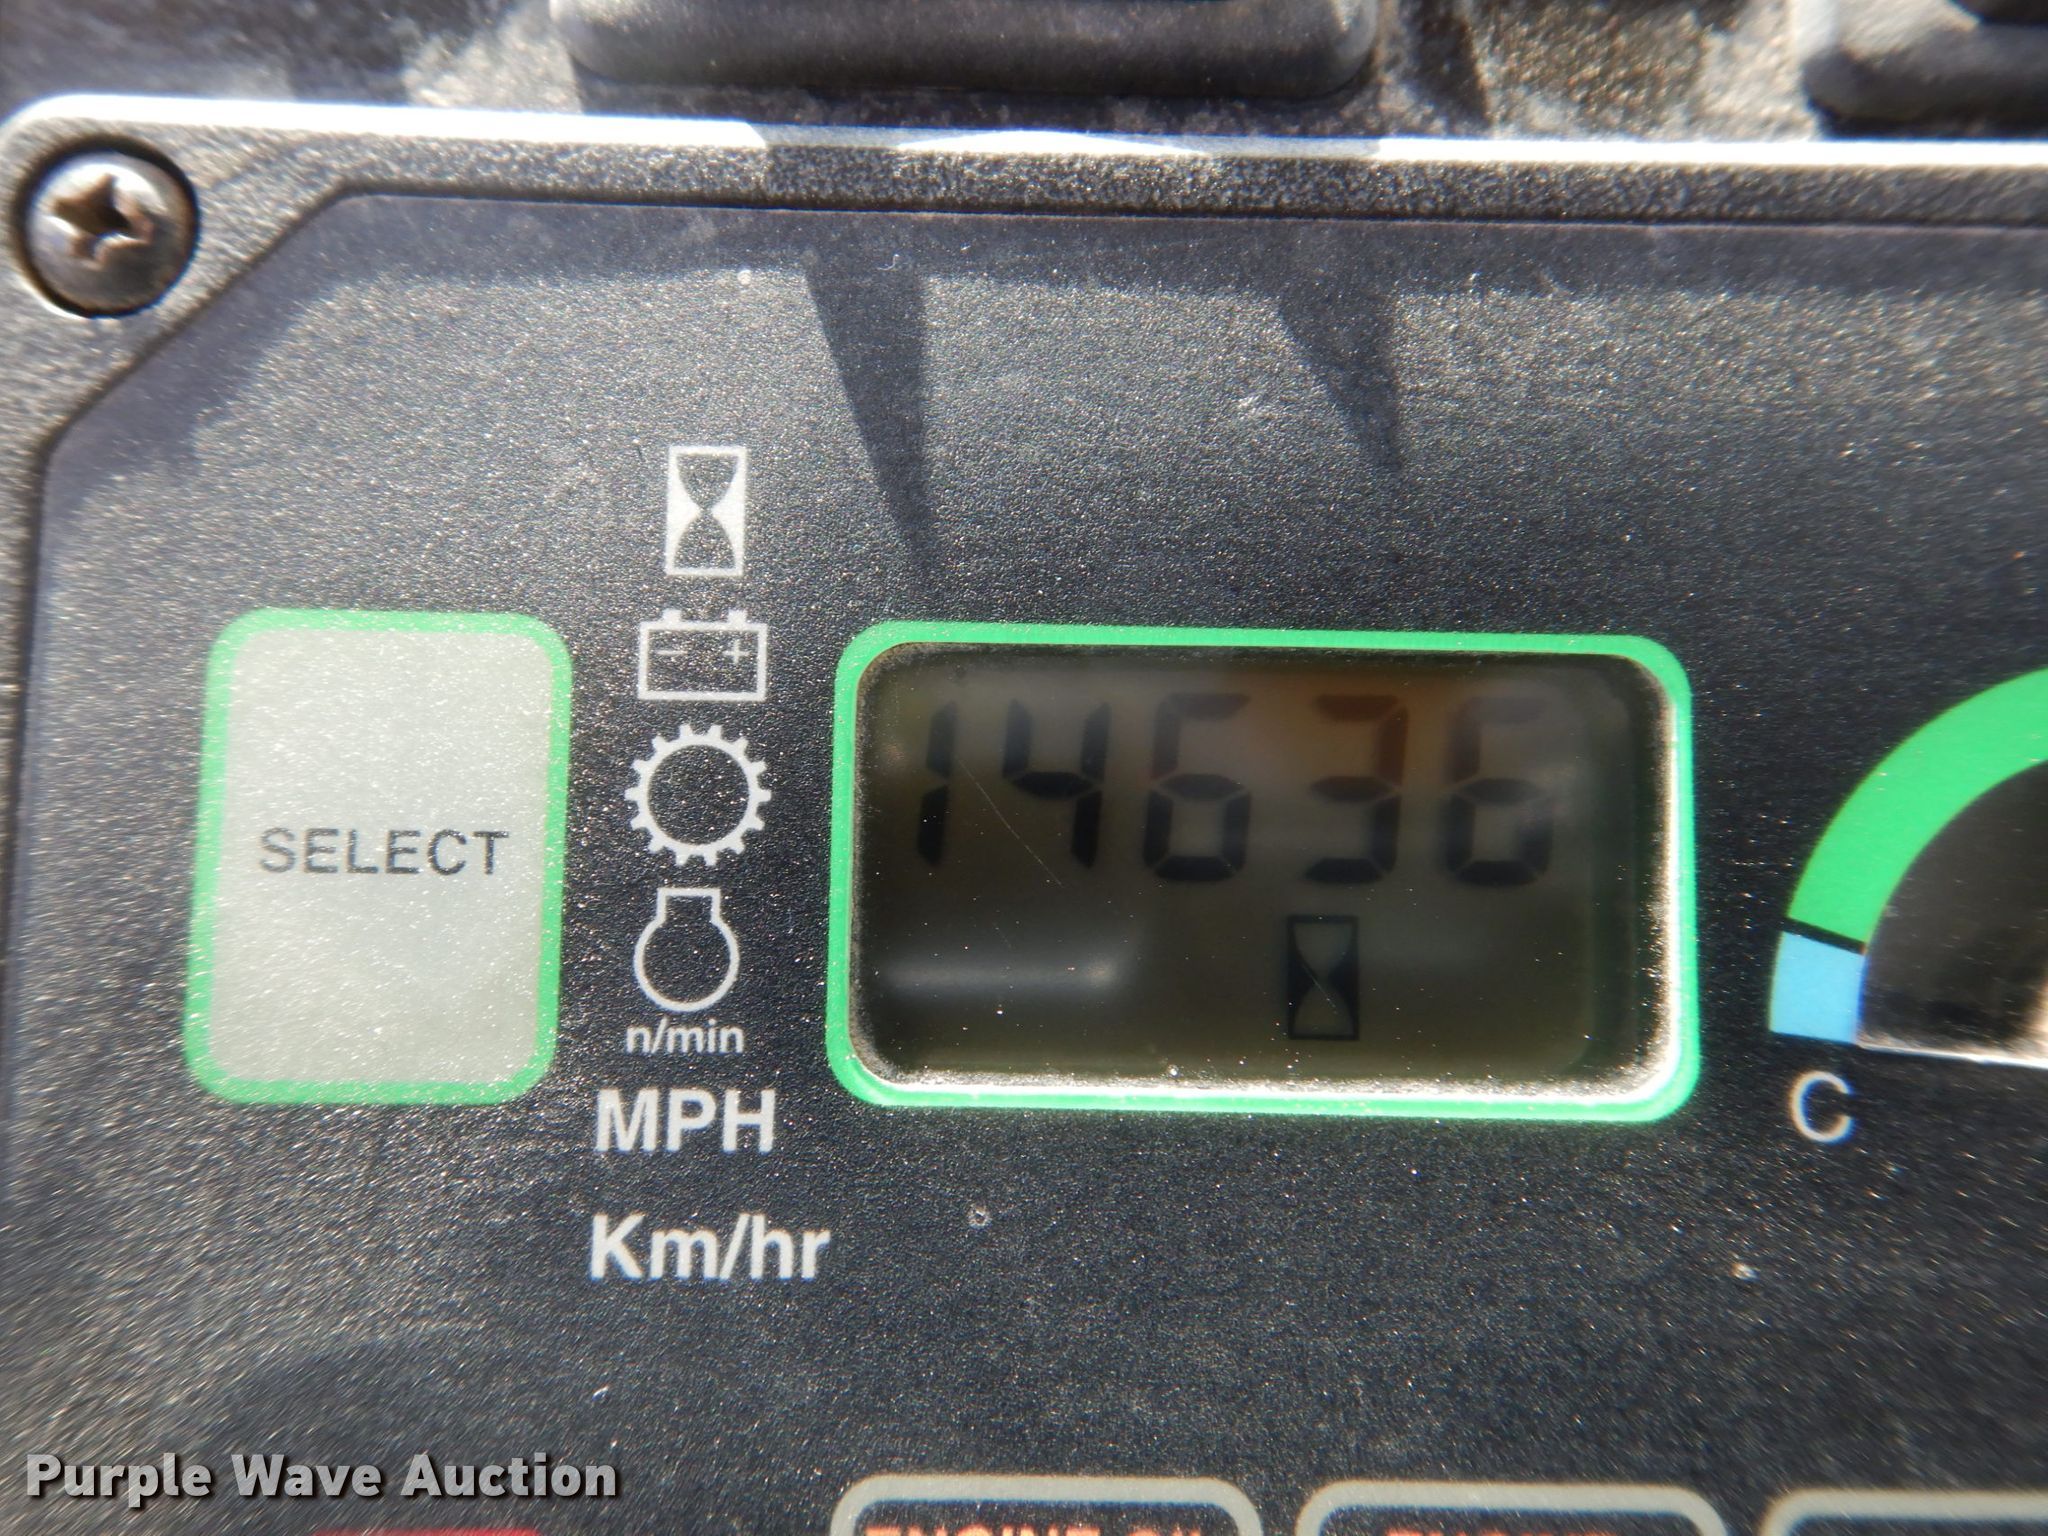 14636
- +
SELECT
n/min
MPH
Km/hr
C
Purple Wave Auction